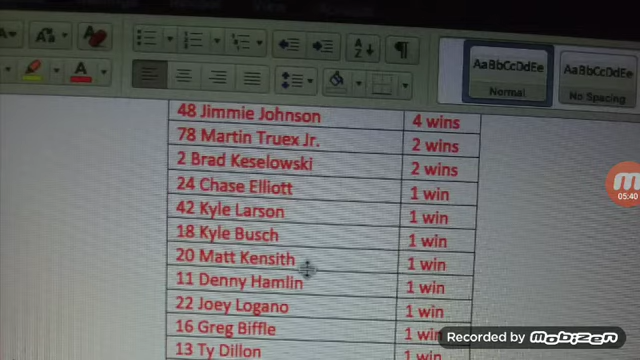 AaBbCcDdEe
AaBbCcDdEe
Normal
No Spacing
48 Jimmie Johnson 4 wins
78 Martin Truex Jr. 2 wins
2 Brad Keselowski 2 wins
24 Chase Elliott 1 win
42 Kyle Larson 1 win
18 Kyle Busch 1 win
20 Matt Kensith 1 win
11 Denny Hamlin 1 win
22 Joey Logano 1 win
16 Greg Biffle 1 win
13 Ty Dillon 1 win
05:40
Recorded by mobizen